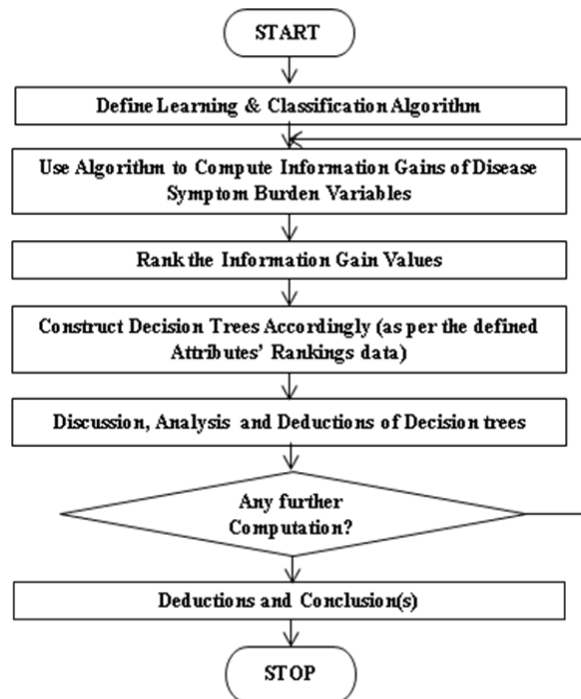 START
Define Learning & Classification Algorithm
Use Algorithm to Compute Information Gains of Disease
Symptom Burden Variables
Rank the Information Gain Values
Construct Decision Trees Accordingly (as per the defined
Attributes' Rankings data)
Discussion, Analysis and Deductions of Decision trees
Any further
Computation?
Deductions and Conclusion(s)
STOP